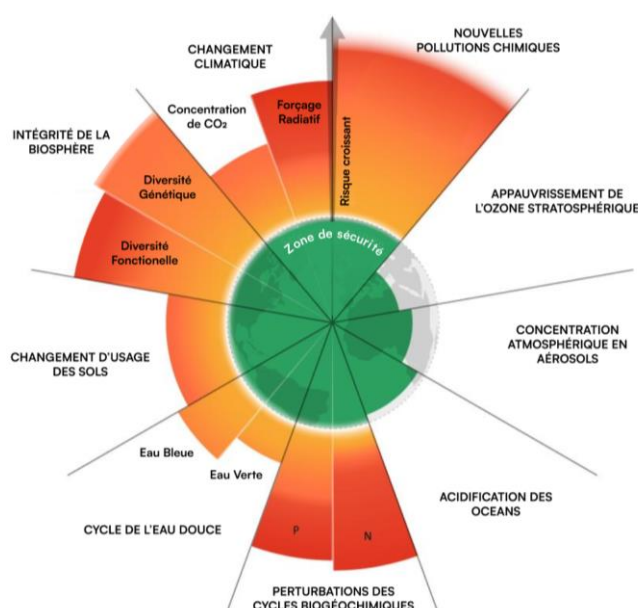 NOUVELLES
POLLUTIONS CHIMIQUES
CHANGEMENT
CLIMATIQUE
Concentration
de CO₂
Forçage
Radiatif
Risque croissant
INTÉGRITÉ DE LA
BIOSPHÈRE
Diversité
Génétique
Diversité
Fonctionelle
APPAUVRISSEMENT DE
L'OZONE STRATOSPHÉRIQUE
Zone de sécurité
CONCENTRATION
ATMOSPHÉRIQUE EN
AÉROSOLS
CHANGEMENT D'USAGE
DES SOLS
Eau Bleue
Eau Verte
ACIDIFICATION DES
OCEANS
CYCLE DE L'EAU DOUCE
P
N
PERTURBATIONS DES
CYCLES BIOGÉOCHIMIQUES